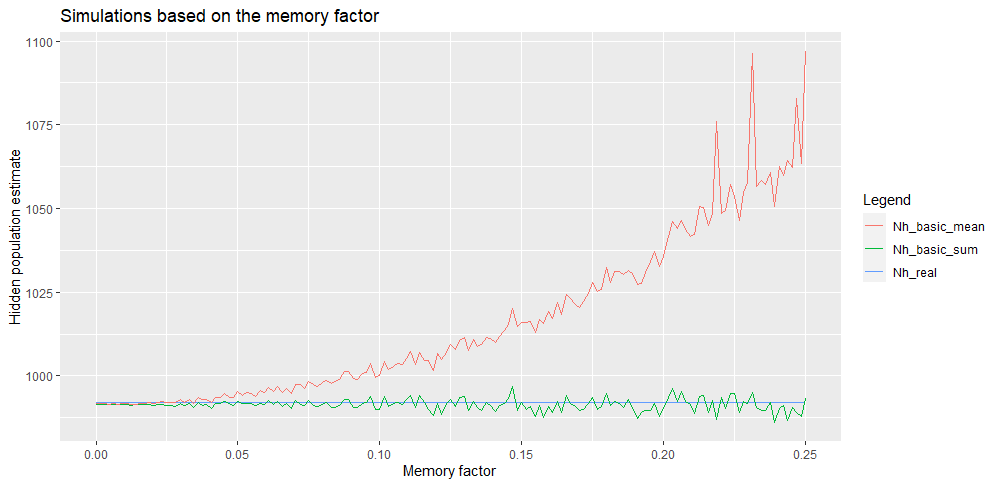 Simulations based on the memory factor
Hidden population estimate
1100
1075
1050
1025
1000
0.00 0.05 0.10 0.15 0.20 0.25
Memory factor
Legend
Nh_basic_mean
Nh_basic_sum
Nh_real